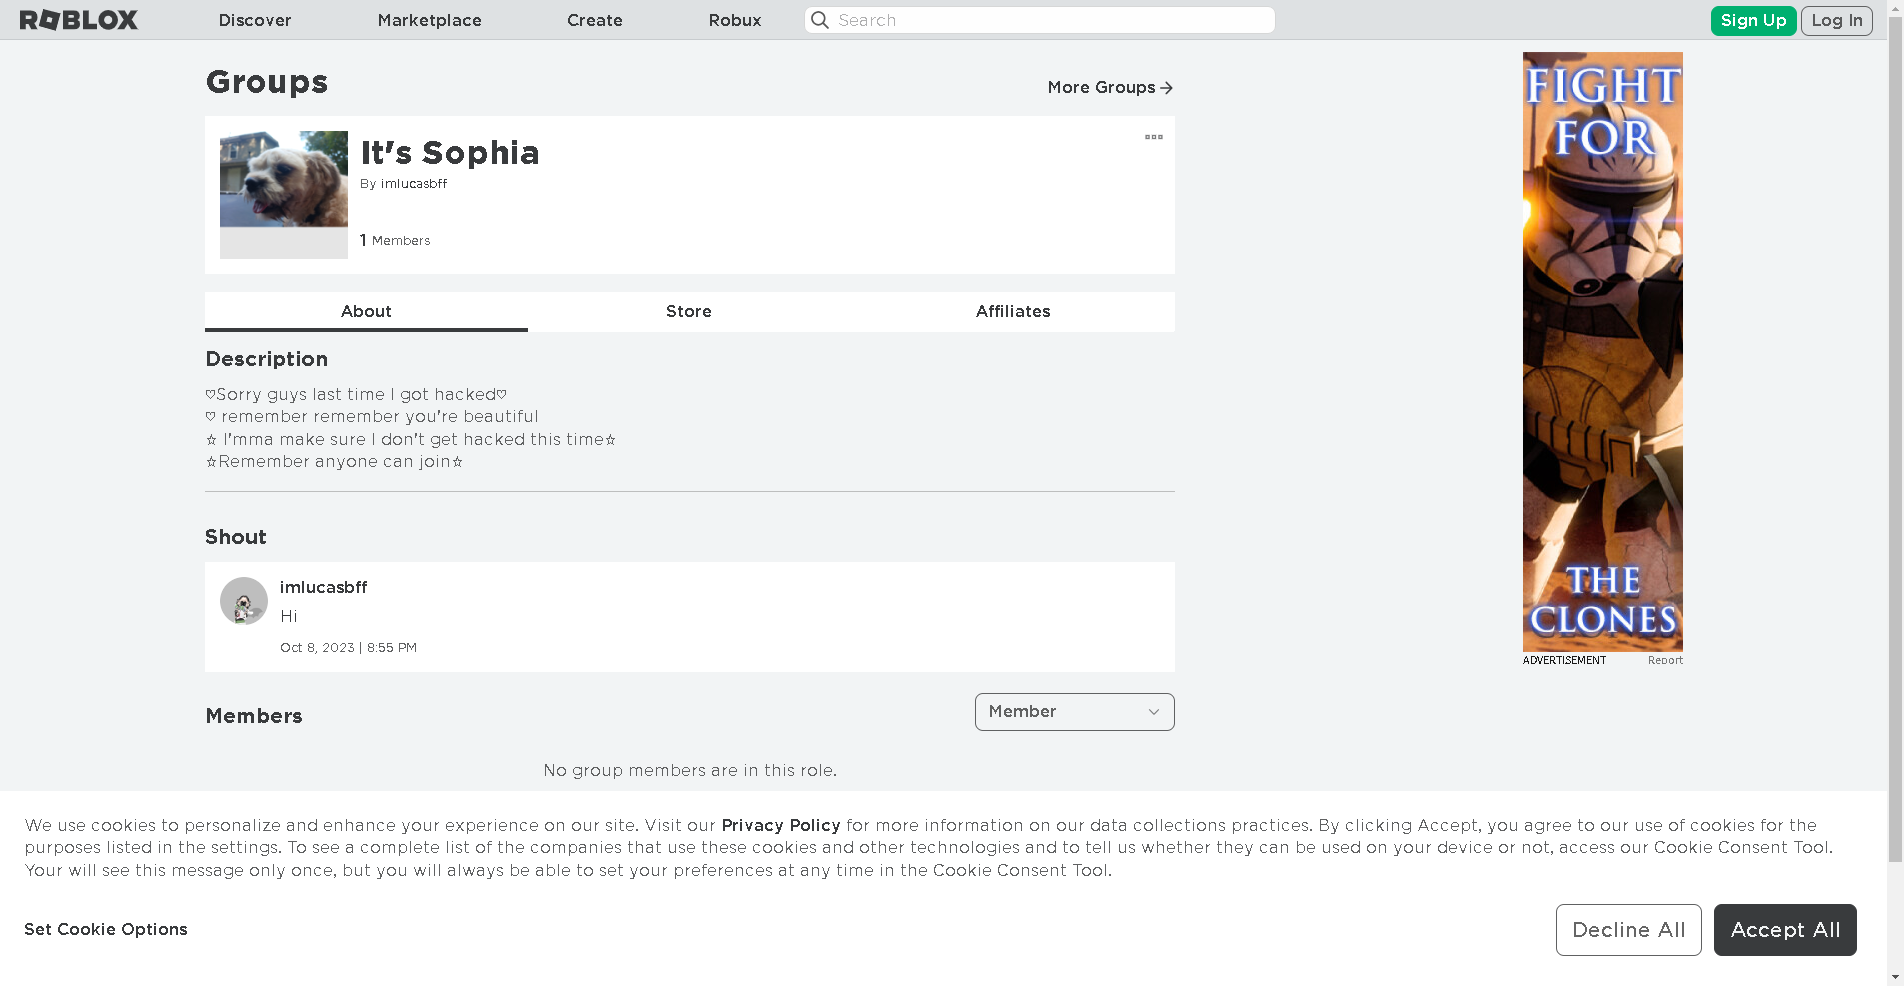 ROBLOX Discover Marketplace Create Robux Search Sign Up Log In
Groups
More Groups
It's Sophia
By imlucasbff
1 Members
About Store Affiliates
Description
♡Sorry guys last time I got hacked♡
♡ remember remember you're beautiful
☆ I'mma make sure I don't get hacked this time☆
☆Remember anyone can join☆
Shout
imlucasbff
Hi
Oct 8, 2023 | 8:55 PM
Members
Member
No group members are in this role.
FIGHT
FOR
THE
CLONES
ADVERTISEMENT Report
We use cookies to personalize and enhance your experience on our site. Visit our Privacy Policy for more information on our data collections practices. By clicking Accept, you agree to our use of cookies for the
purposes listed in the settings. To see a complete list of the companies that use these cookies and other technologies and to tell us whether they can be used on your device or not, access our Cookie Consent Tool.
Your will see this message only once, but you will always be able to set your preferences at any time in the Cookie Consent Tool.
Set Cookie Options
Decline All
Accept All